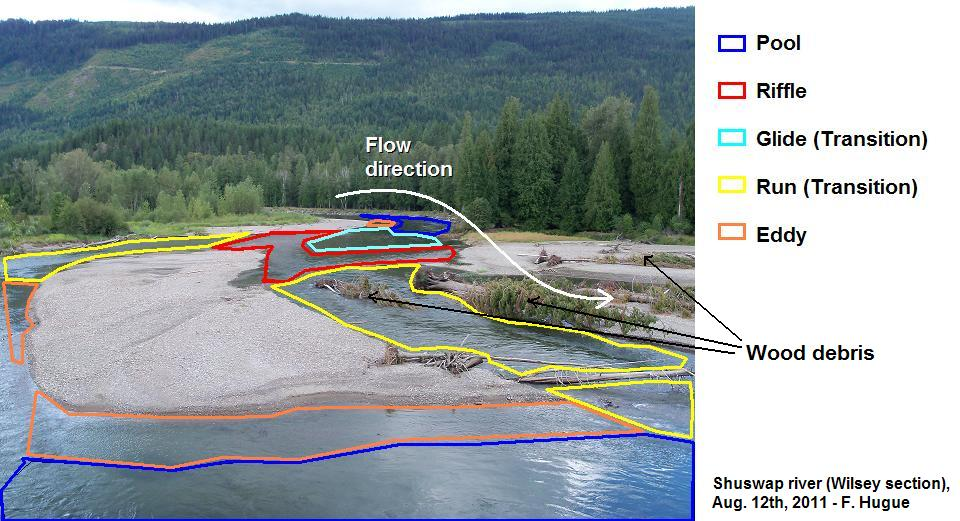 Flow
direction
Pool
Riffle
Glide (Transition)
Run (Transition)
Eddy
Wood debris
Shuswap river (Wilsey section),
Aug. 12th, 2011 - F. Hugue